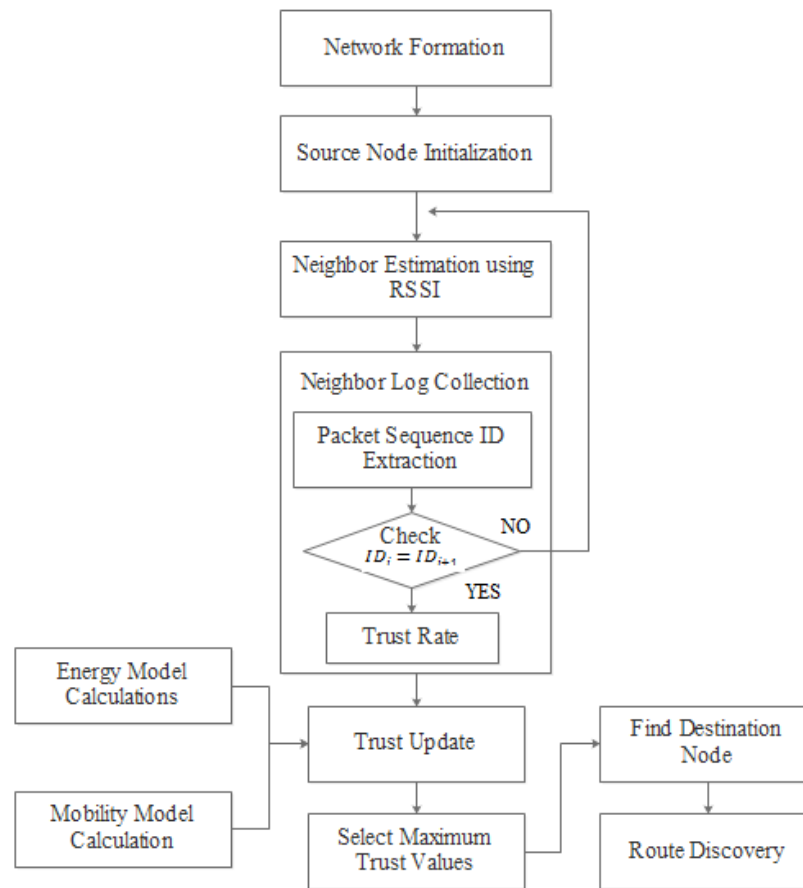 Network Formation
Source Node Initialization
Neighbor Estimation using
RSSI
Neighbor Log Collection
Packet Sequence ID
Extraction
Check
ID_i = ID_{i+1}
NO
YES
Trust Rate
Energy Model
Calculations
Mobility Model
Calculation
Trust Update
Select Maximum
Trust Values
Find Destination
Node
Route Discovery